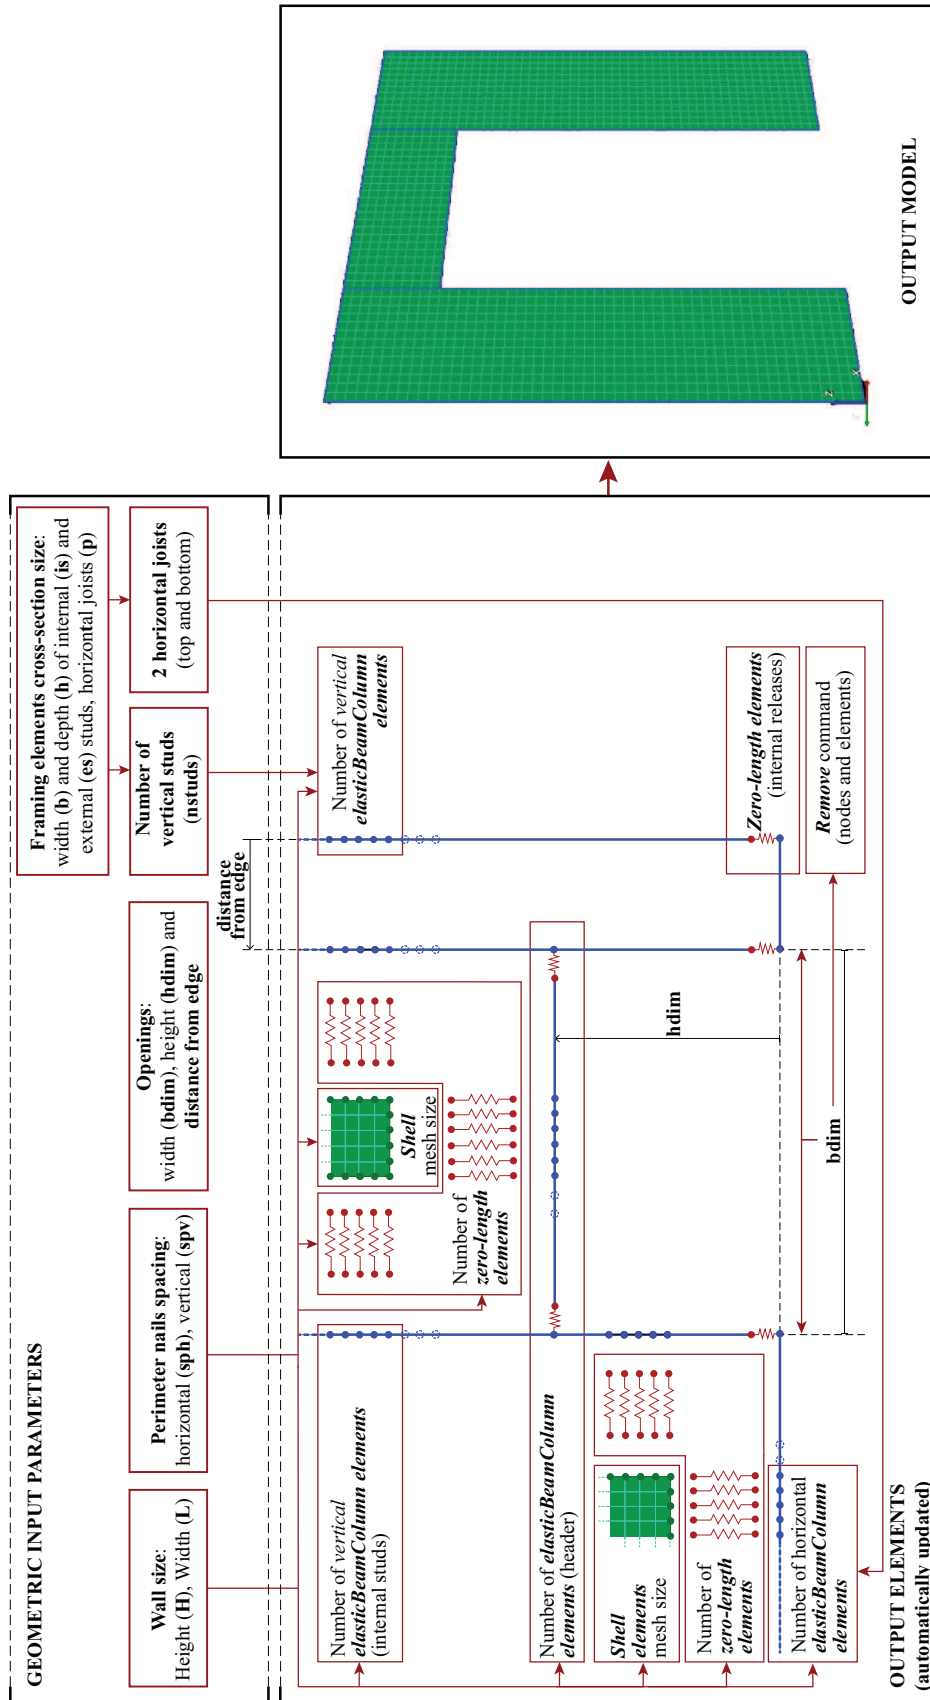 GEOMETRIC INPUT PARAMETERS
Wall size:
Height (H), Width (L)
Perimeter nails spacing:
horizontal (sph), vertical (spv)
Openings:
width (bdim), height (hdim) and
distance from edge
Framing elements cross-section size:
width (b) and depth (h) of internal (is) and
external (es) studs, horizontal joists (p)
Number of
vertical studs
(nstuds)
2 horizontal joists
(top and bottom)
distance
from edge
Number of vertical
elasticBeamColumn elements
(internal studs)
Shell
mesh size
Number of
zero-length
elements
Number of vertical
elasticBeamColumn
elements
Number of elasticBeamColumn
elements (header)
hdim
Shell
elements
mesh size
Number of
zero-length
elements
Zero-length elements
(internal releases)
Number of horizontal
elasticBeamColumn
elements
bdim
Remove command
(nodes and elements)
OUTPUT ELEMENTS
(automatically updated)
Z
X
OUTPUT MODEL